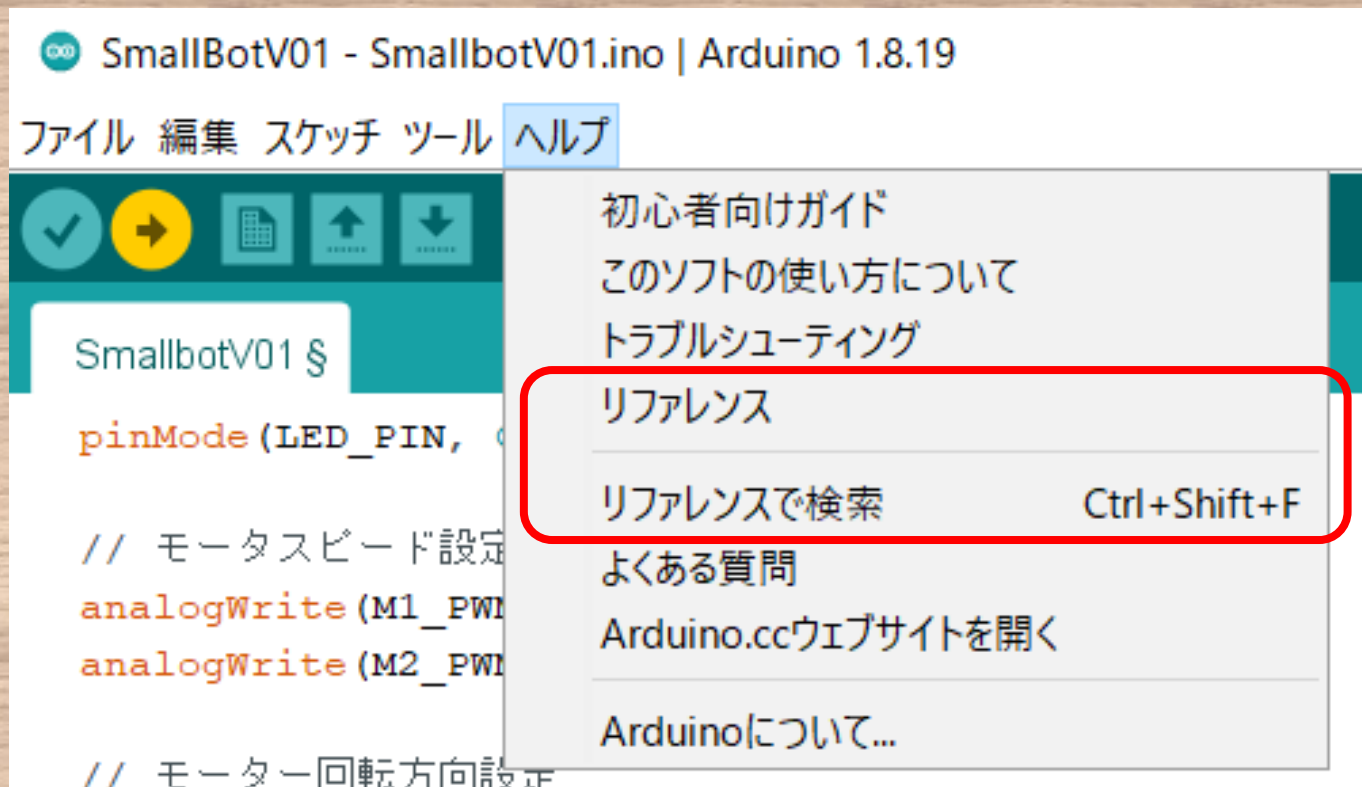 SmallBotV01 - SmallbotV01.ino | Arduino 1.8.19
ファイル 編集 スケッチ ツール ヘルプ
初心者向けガイド
このソフトの使い方について
トラブルシューティング
リファレンス
リファレンスで検索 Ctrl+Shift+F
よくある質問
Arduino.ccウェブサイトを開く
Arduinoについて...
SmallbotV01 §
pinMode(LED_PIN,
// モータスピード設定
analogWrite(M1_PWM
analogWrite(M2_PWM
// モーター回転方向設定